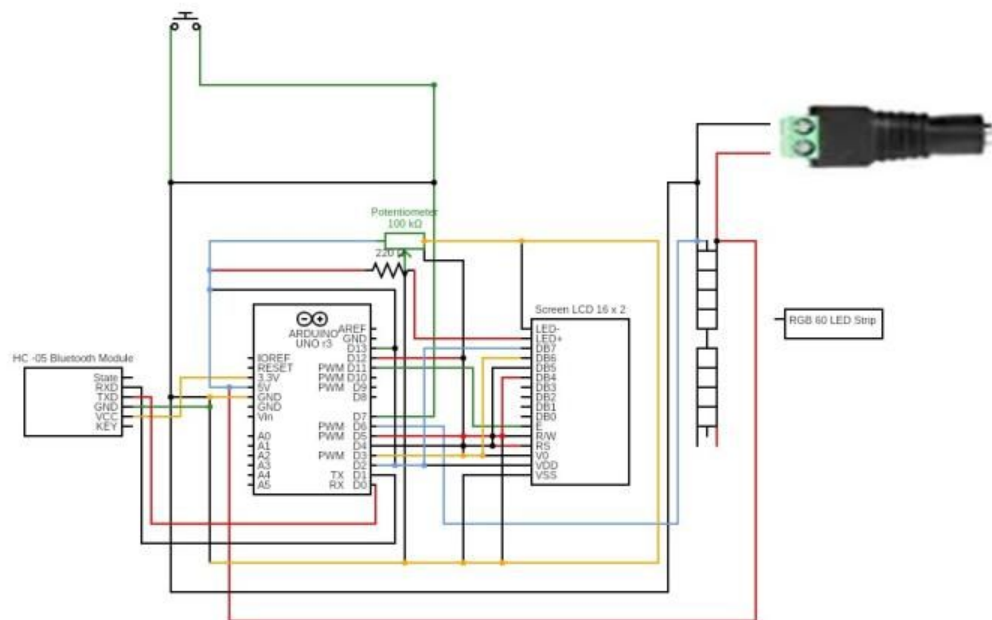 Potentiometer
100 kΩ
220
Screen LCD 16 x 2
RGB 60 LED Strip
HC -05 Bluetooth Module
State
RXD
TXD
GND
VCC
KEY
ARDUINO
UNO r3
IOREF
RESET
3.3V
5V
GND
GND
Vin
A0
A1
A2
A3
A4
A5
AREF
GND
D13
D12
PWM D11
PWM D10
PWM D9
D8
D7
PWM D6
PWM D5
D4
PWM D3
D2
TX D1
RX D0
LED-
LED+
DB7
DB6
DB5
DB4
DB3
DB2
DB1
DB0
E
R/W
RS
V0
VDD
VSS